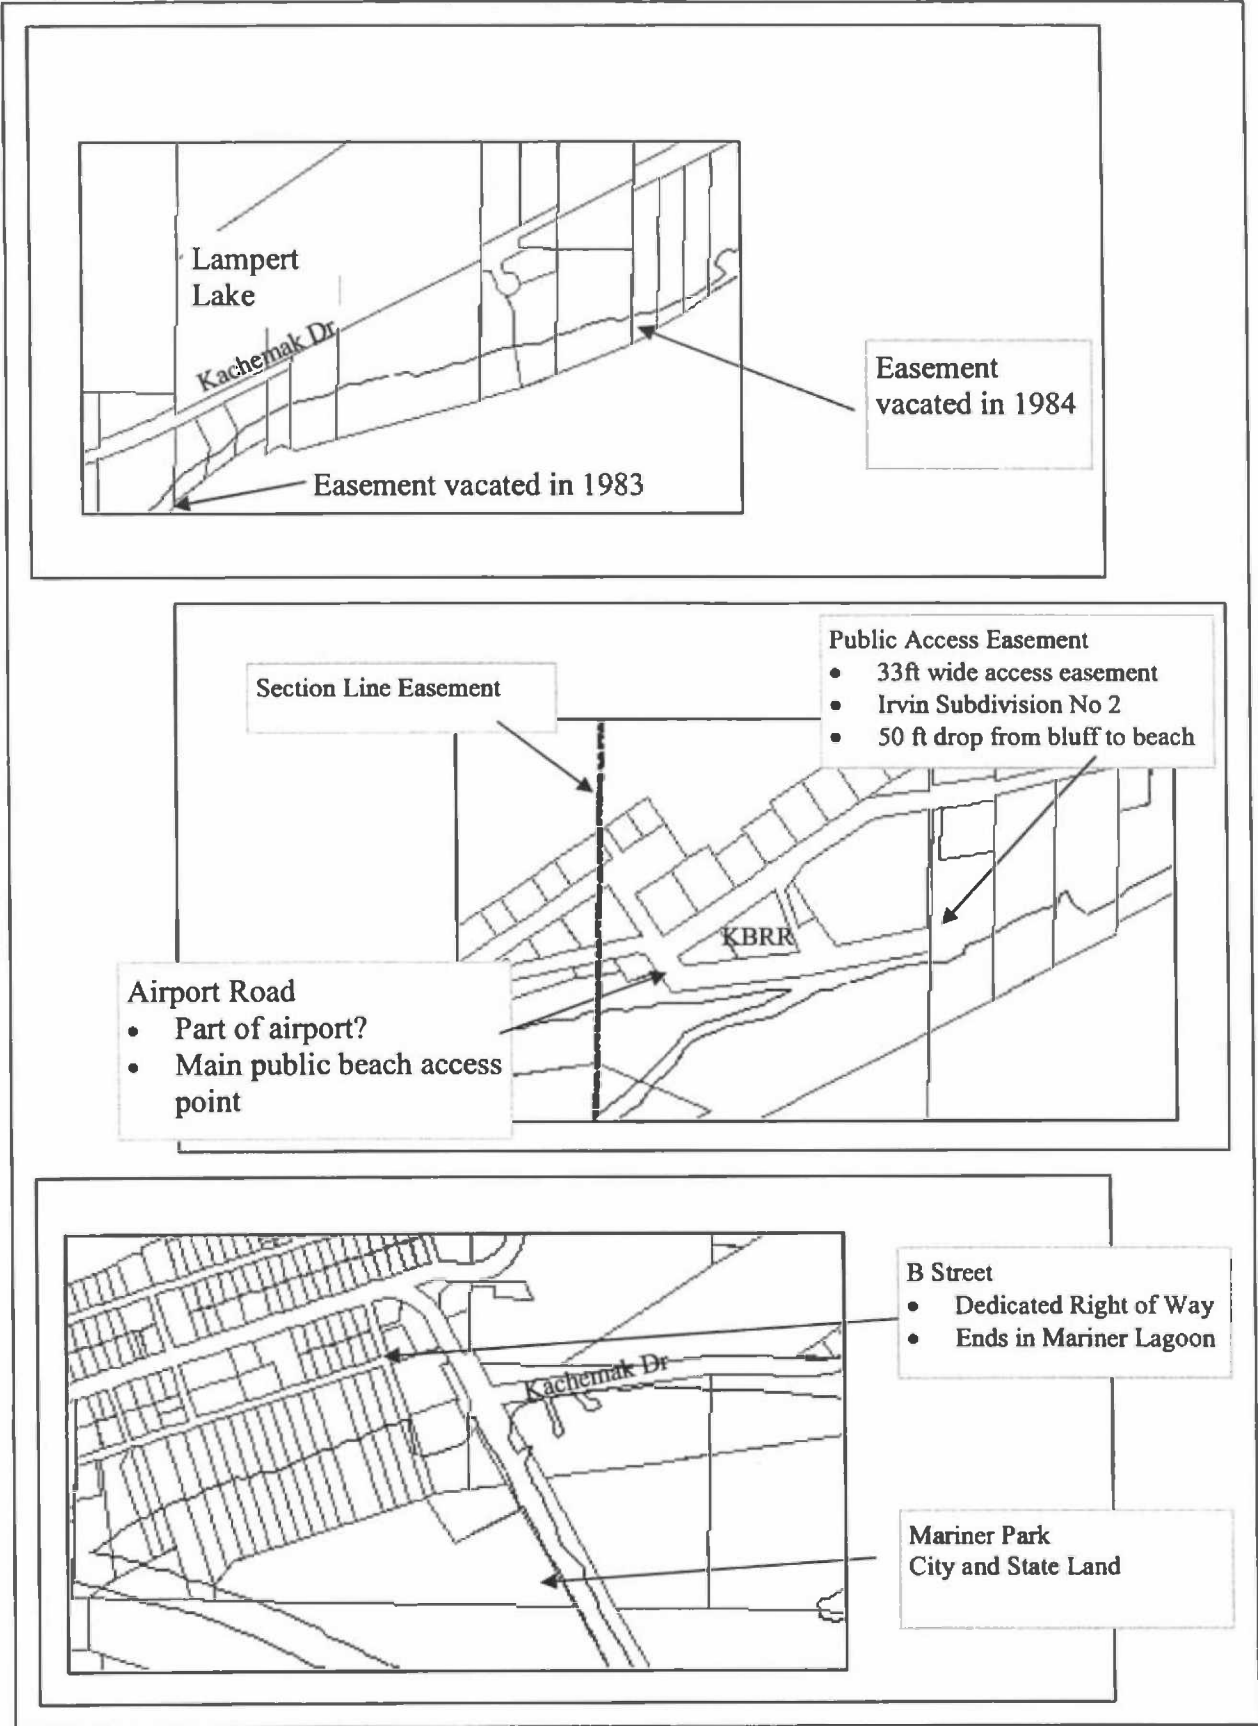 Lampert
Lake
Kachemak Dr
Easement
vacated in 1984
Easement vacated in 1983
Public Access Easement
• 33ft wide access easement
• Irvin Subdivision No 2
• 50 ft drop from bluff to beach
Section Line Easement
KBRR
Airport Road
• Part of airport?
• Main public beach access
point
B Street
• Dedicated Right of Way
• Ends in Mariner Lagoon
Kachemak Dr
Mariner Park
City and State Land